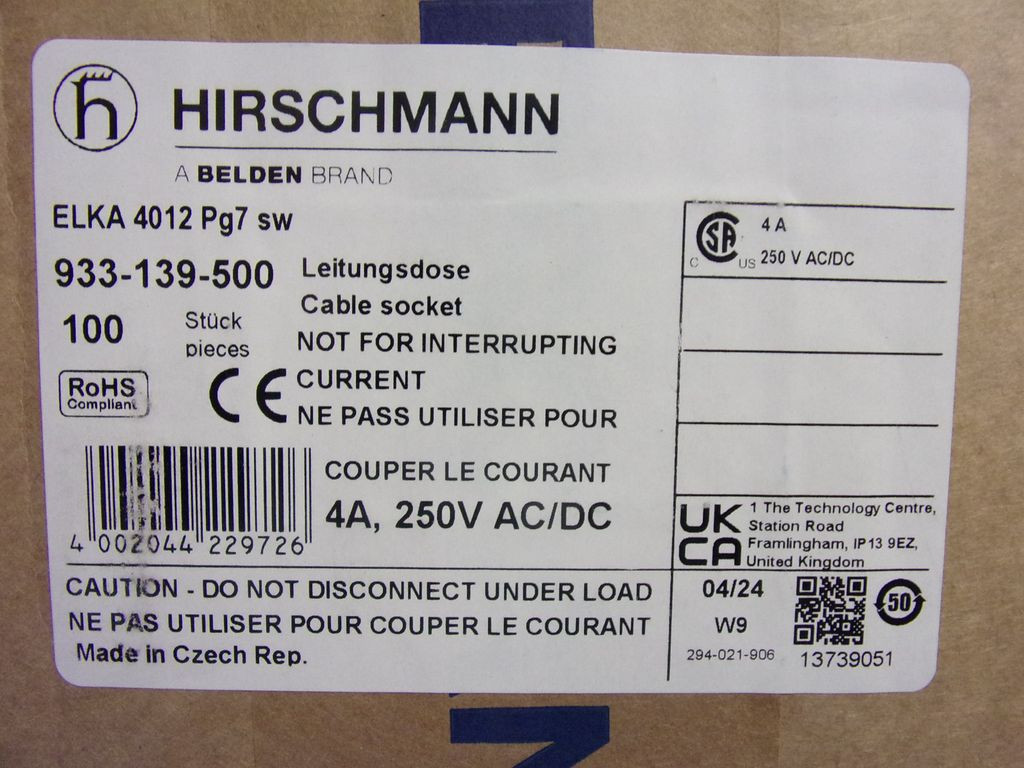 HIRSCHMANN
A BELDEN BRAND
ELKA 4012 Pg7 sw
933-139-500
100
Stück
pieces
RoHS
Compliant
CE
Leitungsdose
Cable socket
NOT FOR INTERRUPTING
CURRENT
NE PASS UTILISER POUR
COUPER LE COURANT
4A, 250V AC/DC
4 002044 229726
C SA US
4 A
250 V AC/DC
UK
CA
1 The Technology Centre,
Station Road
Framlingham, IP13 9EZ,
United Kingdom
CAUTION - DO NOT DISCONNECT UNDER LOAD
NE PAS UTILISER POUR COUPER LE COURANT
Made in Czech Rep.
04/24
W9
294-021-906
50
13739051